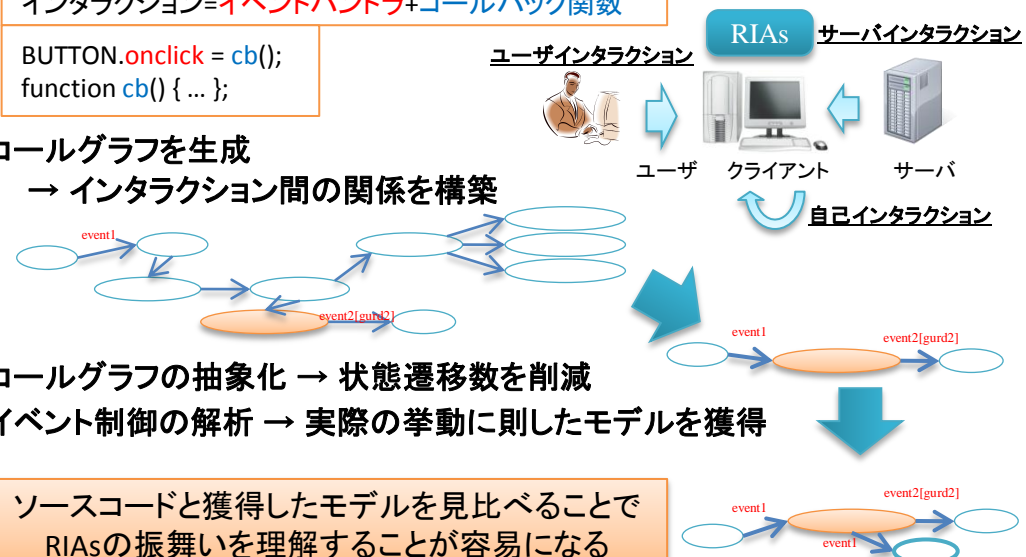 インタラクション=イベントハンドラ+コールバック関数
BUTTON.onclick = cb();
function cb() { … };
RIAs
サーバインタラクション
ユーザインタラクション
ユーザ
クライアント
サーバ
自己インタラクション
コールグラフを生成
→ インタラクション間の関係を構築
event1
event2[gurd2]
event1
event2[gurd2]
コールグラフの抽象化 → 状態遷移数を削減
イベント制御の解析 → 実際の挙動に則したモデルを獲得
ソースコードと獲得したモデルを見比べることで
RIAsの振舞いを理解することが容易になる
event1
event2[gurd2]
event1